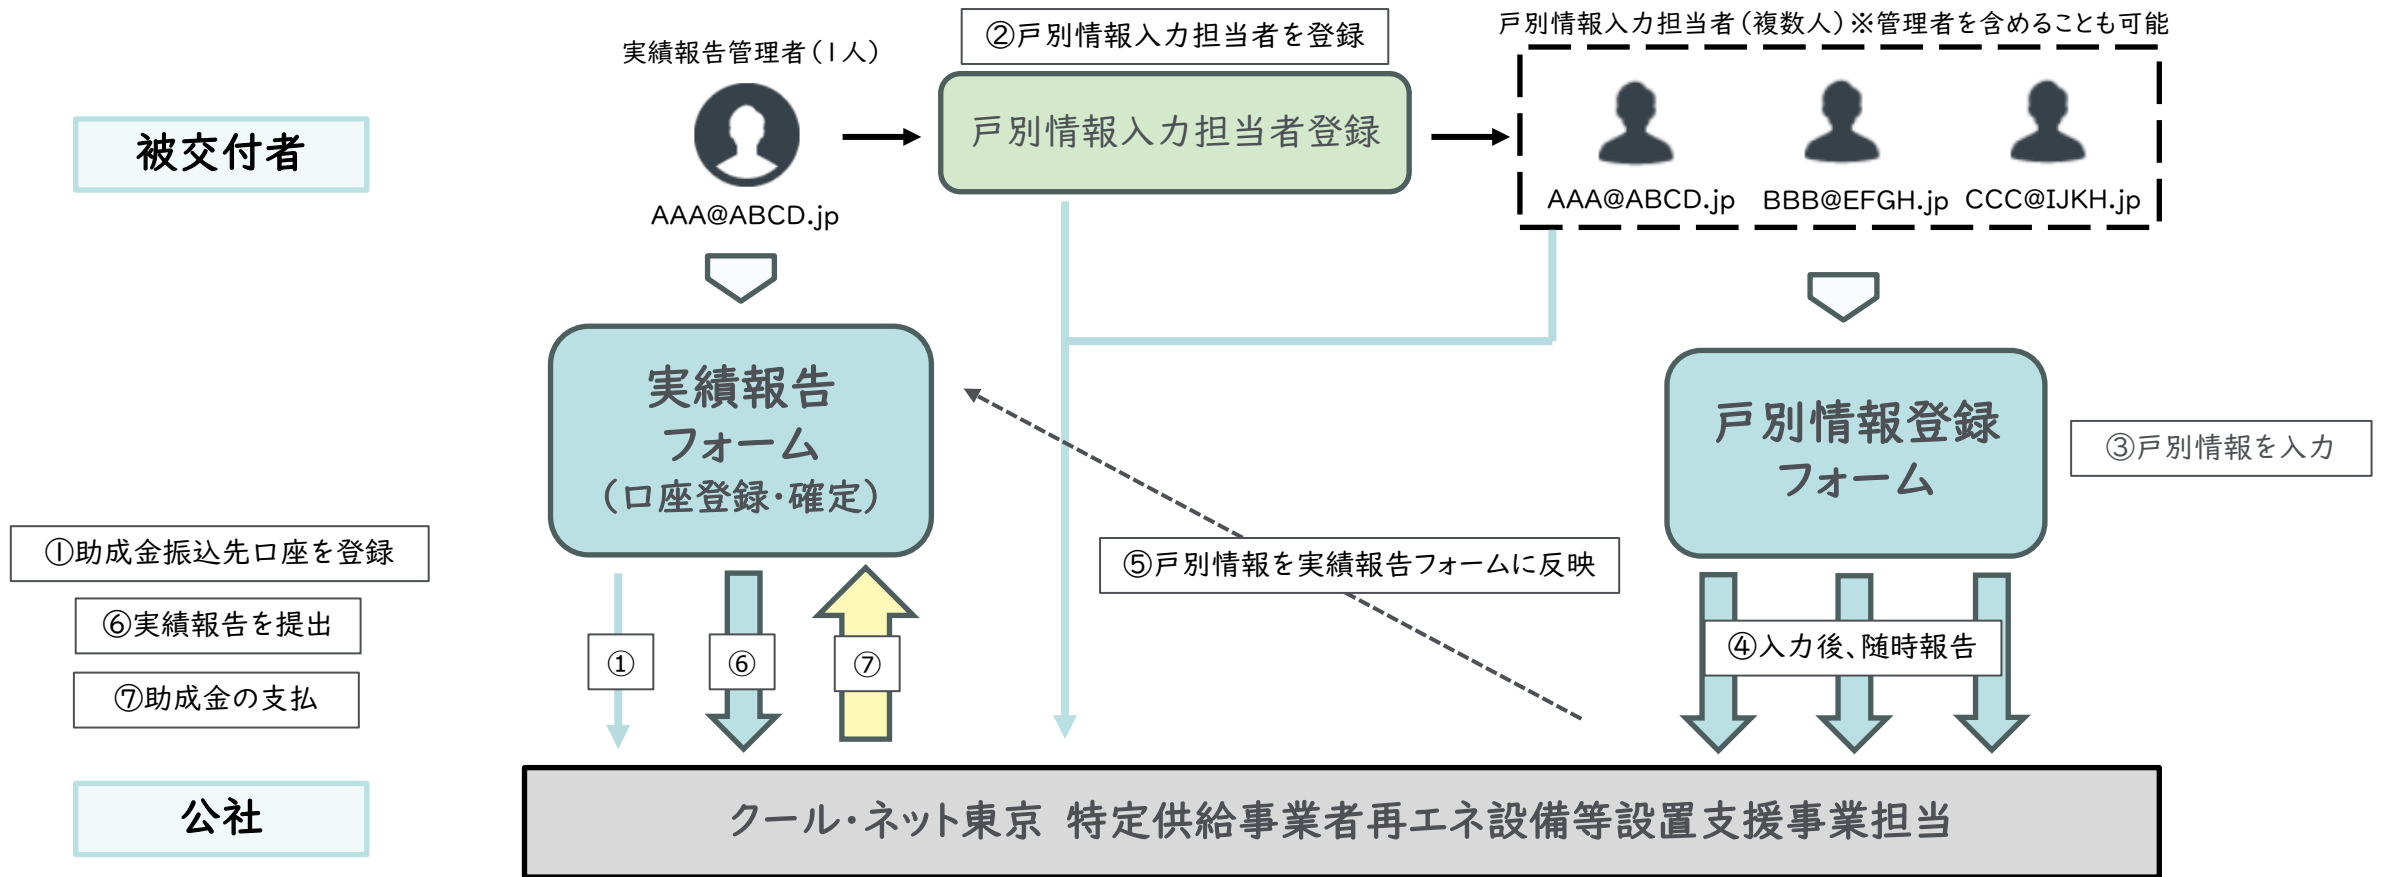 ②戸別情報入力担当者を登録
戸別情報入力担当者(複数人)※管理者を含めることも可能
実績報告管理者(1人)
被交付者
戸別情報入力担当者登録
AAA@ABCD.jp
AAA@ABCD.jp
BBB@EFGH.jp
CCC@IJKH.jp
実績報告
フォーム
(口座登録・確定)
戸別情報登録
フォーム
③戸別情報を入力
①助成金振込先口座を登録
⑤戸別情報を実績報告フォームに反映
⑥実績報告を提出
①
⑥
⑦
④入力後、随時報告
⑦助成金の支払
公社
クール・ネット東京 特定供給事業者再エネ設備等設置支援事業担当